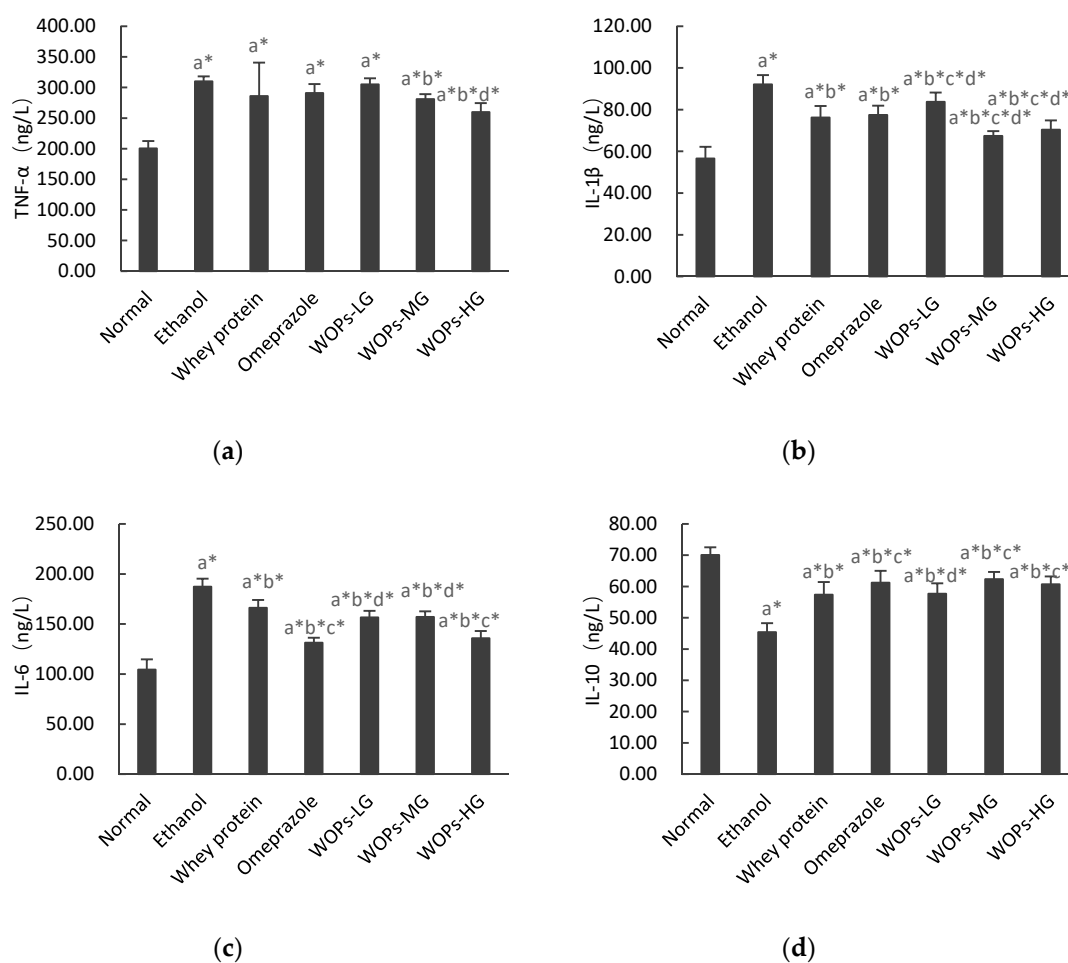 400.00
350.00
300.00
250.00
200.00
150.00
100.00
50.00
0.00
TNF-α (ng/L)
a*
a*
a*
a*
a*b*
a*b*d*
Normal
Ethanol
Whey protein
Omeprazole
WOPs-LG
WOPs-MG
WOPs-HG
(a)
120.00
100.00
80.00
60.00
40.00
20.00
0.00
IL-1β (ng/L)
a*
a*b*
a*b*
a*b*c*d*
a*b*c*d*
a*b*c*d*
Normal
Ethanol
Whey protein
Omeprazole
WOPs-LG
WOPs-MG
WOPs-HG
(b)
250.00
200.00
150.00
100.00
50.00
0.00
IL-6 (ng/L)
a*
a*b*
a*b*c*
a*b*d*
a*b*d*
a*b*c*
Normal
Ethanol
Whey protein
Omeprazole
WOPs-LG
WOPs-MG
WOPs-HG
(c)
80.00
70.00
60.00
50.00
40.00
30.00
20.00
10.00
0.00
IL-10 (ng/L)
a*
a*b*
a*b*c*
a*b*d*
a*b*c*
a*b*c*
Normal
Ethanol
Whey protein
Omeprazole
WOPs-LG
WOPs-MG
WOPs-HG
(d)